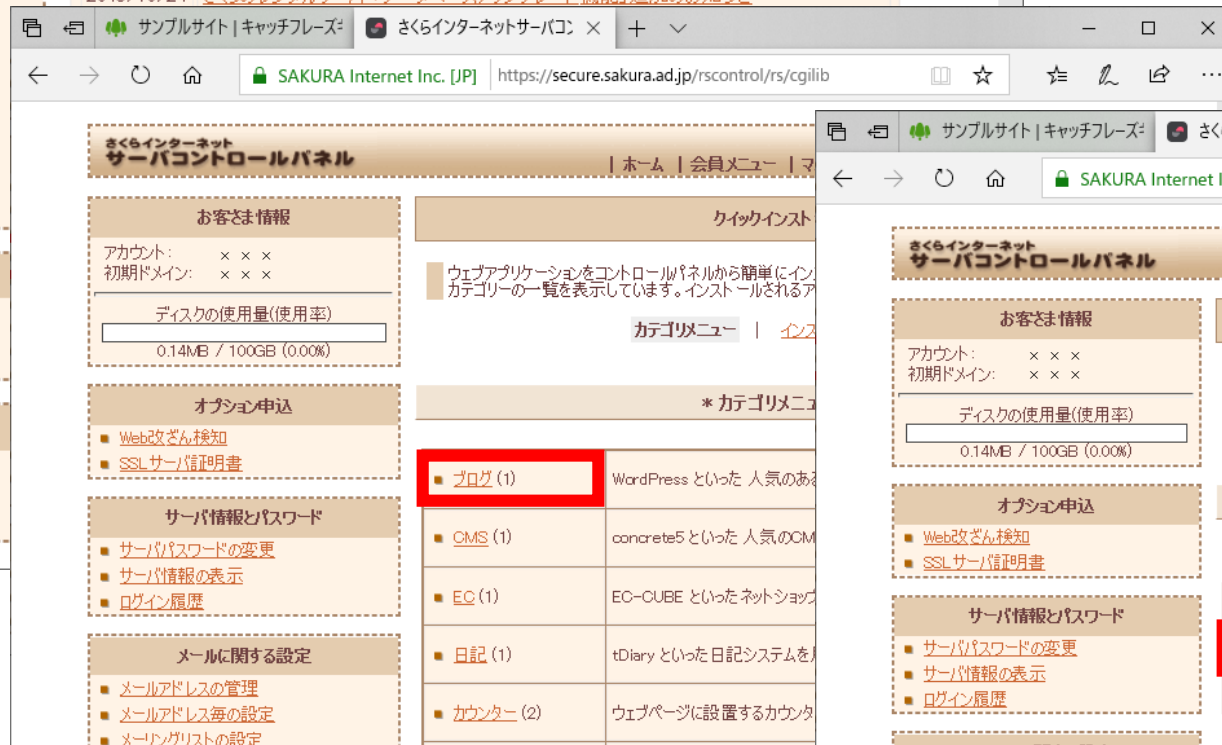 サンプルサイト | キャッチフレーズ
さくらインターネットサーバコン
SAKURA Internet Inc. [JP]
https://secure.sakura.ad.jp/rscontrol/rs/cgilib
さくらインターネット
サーバコントロールパネル
| ホーム | 会員メニュー | マ
お客さま情報
アカウント: × × ×
初期ドメイン: × × ×
ディスクの使用量(使用率)
0.14MB / 100GB (0.00%)
オプション申込
Web改ざん検知
SSLサーバ証明書
サーバ情報とパスワード
サーバパスワードの変更
サーバ情報の表示
ログイン履歴
メールに関する設定
メールアドレスの管理
メールアドレス毎の設定
メーリングリストの設定
クイックインスト
ウェブアプリケーションをコントロールパネルから簡単にイン
カテゴリーの一覧を表示しています。インストールされるア
カテゴリメニュー | インス
* カテゴリメニュ
ブログ (1) WordPress といった 人気のある
CMS (1) concrete5 といった 人気のCM
EC (1) EC-CUBE といったネットショップ
日記 (1) tDiary といった日記システムを
カウンター (2) ウェブページに設置するカウンタ
サンプルサイト | キャッチフレーズ
さく
SAKURA Internet I
さくらインターネット
サーバコントロールパネル
お客さま情報
アカウント: × × ×
初期ドメイン: × × ×
ディスクの使用量(使用率)
0.14MB / 100GB (0.00%)
オプション申込
Web改ざん検知
SSLサーバ証明書
サーバ情報とパスワード
サーバパスワードの変更
サーバ情報の表示
ログイン履歴